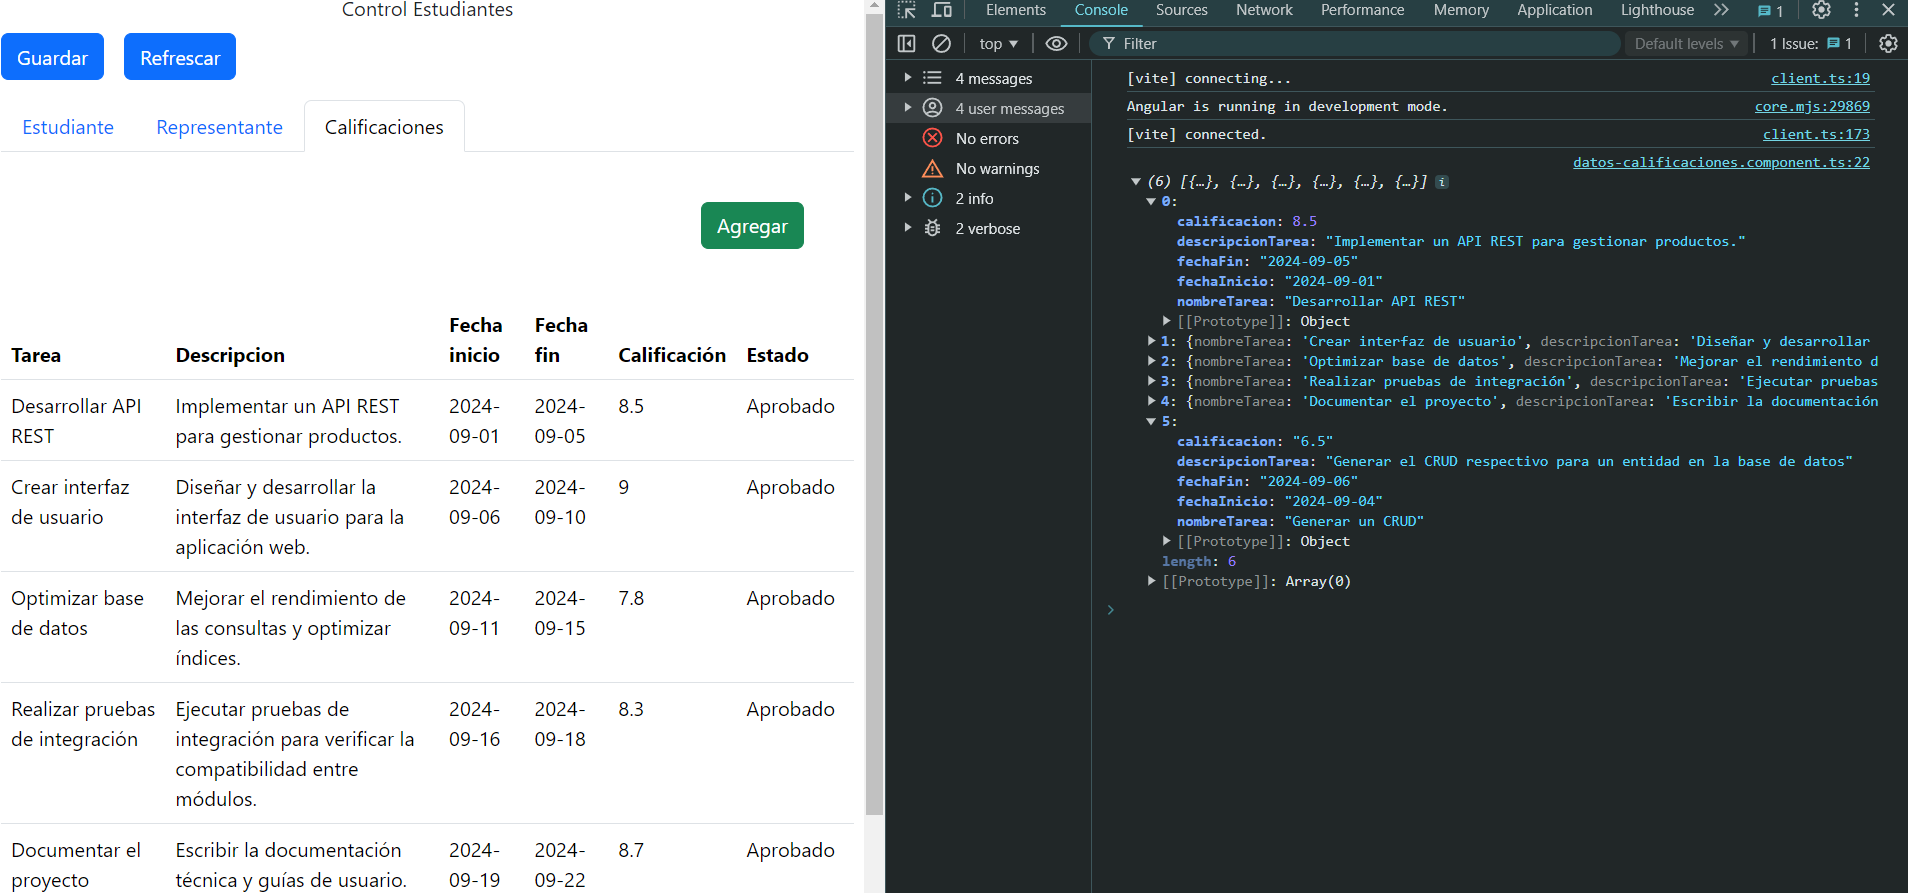 Control Estudiantes
Guardar
Refrescar
Estudiante
Representante
Calificaciones
Agregar
Tarea
Descripcion
Fecha
inicio
Fecha
fin
Calificación
Estado
Desarrollar API
REST
Implementar un API REST
para gestionar productos.
2024-
09-01
2024-
09-05
8.5
Aprobado
Crear interfaz
de usuario
Diseñar y desarrollar la
interfaz de usuario para la
aplicación web.
2024-
09-06
2024-
09-10
9
Aprobado
Optimizar base
de datos
Mejorar el rendimiento de
las consultas y optimizar
índices.
2024-
09-11
2024-
09-15
7.8
Aprobado
Realizar pruebas
de integración
Ejecutar pruebas de
integración para verificar la
compatibilidad entre
módulos.
2024-
09-16
2024-
09-18
8.3
Aprobado
Documentar el
proyecto
Escribir la documentación
técnica y guías de usuario.
2024-
09-19
2024-
09-22
8.7
Aprobado
Elements Console Sources Network Performance Memory Application Lighthouse 1
top Filter Default levels 1 Issue: 1
4 messages
4 user messages
No errors
No warnings
2 info
2 verbose
[vite] connecting... client.ts:19
Angular is running in development mode. core.mjs:29869
[vite] connected. client.ts:173
datos-calificaciones.component.ts:22
(6) [{…}, {…}, {…}, {…}, {…}, {…}] i
0:
calificacion: 8.5
descripcionTarea: "Implementar un API REST para gestionar productos."
fechaFin: "2024-09-05"
fechaInicio: "2024-09-01"
nombreTarea: "Desarrollar API REST"
[[Prototype]]: Object
1: {nombreTarea: 'Crear interfaz de usuario', descripcionTarea: 'Diseñar y desarrollar
2: {nombreTarea: 'Optimizar base de datos', descripcionTarea: 'Mejorar el rendimiento d
3: {nombreTarea: 'Realizar pruebas de integración', descripcionTarea: 'Ejecutar pruebas
4: {nombreTarea: 'Documentar el proyecto', descripcionTarea: 'Escribir la documentación
5:
calificacion: "6.5"
descripcionTarea: "Generar el CRUD respectivo para un entidad en la base de datos"
fechaFin: "2024-09-06"
fechaInicio: "2024-09-04"
nombreTarea: "Generar un CRUD"
[[Prototype]]: Object
length: 6
[[Prototype]]: Array(0)